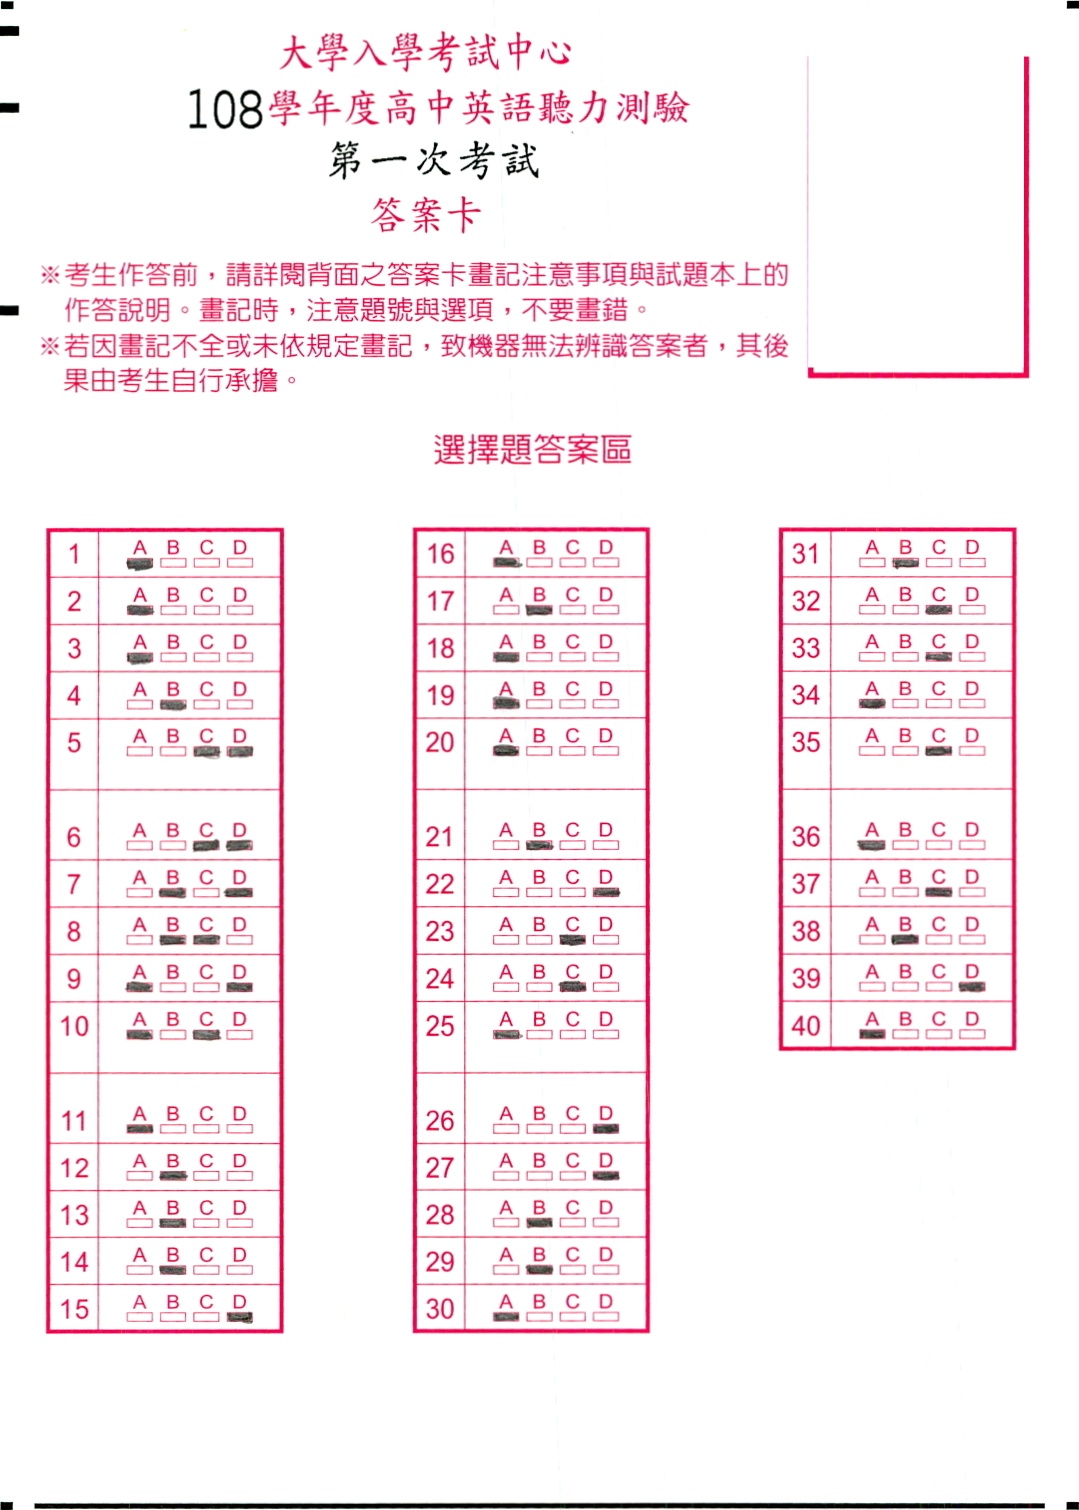 大學入學考試中心
108學年度高中英語聽力測驗
第一次考試
答案卡
※考生作答前，請詳閱背面之答案卡畫記注意事項與試題本上的
作答說明。畫記時，注意題號與選項，不要畫錯。
※若因畫記不全或未依規定畫記，致機器無法辨識答案者，其後
果由考生自行承擔。
選擇題答案區
1 A B C D
2 A B C D
3 A B C D
4 A B C D
5 A B C D
6 A B C D
7 A B C D
8 A B C D
9 A B C D
10 A B C D
11 A B C D
12 A B C D
13 A B C D
14 A B C D
15 A B C D
16 A B C D
17 A B C D
18 A B C D
19 A B C D
20 A B C D
21 A B C D
22 A B C D
23 A B C D
24 A B C D
25 A B C D
26 A B C D
27 A B C D
28 A B C D
29 A B C D
30 A B C D
31 A B C D
32 A B C D
33 A B C D
34 A B C D
35 A B C D
36 A B C D
37 A B C D
38 A B C D
39 A B C D
40 A B C D